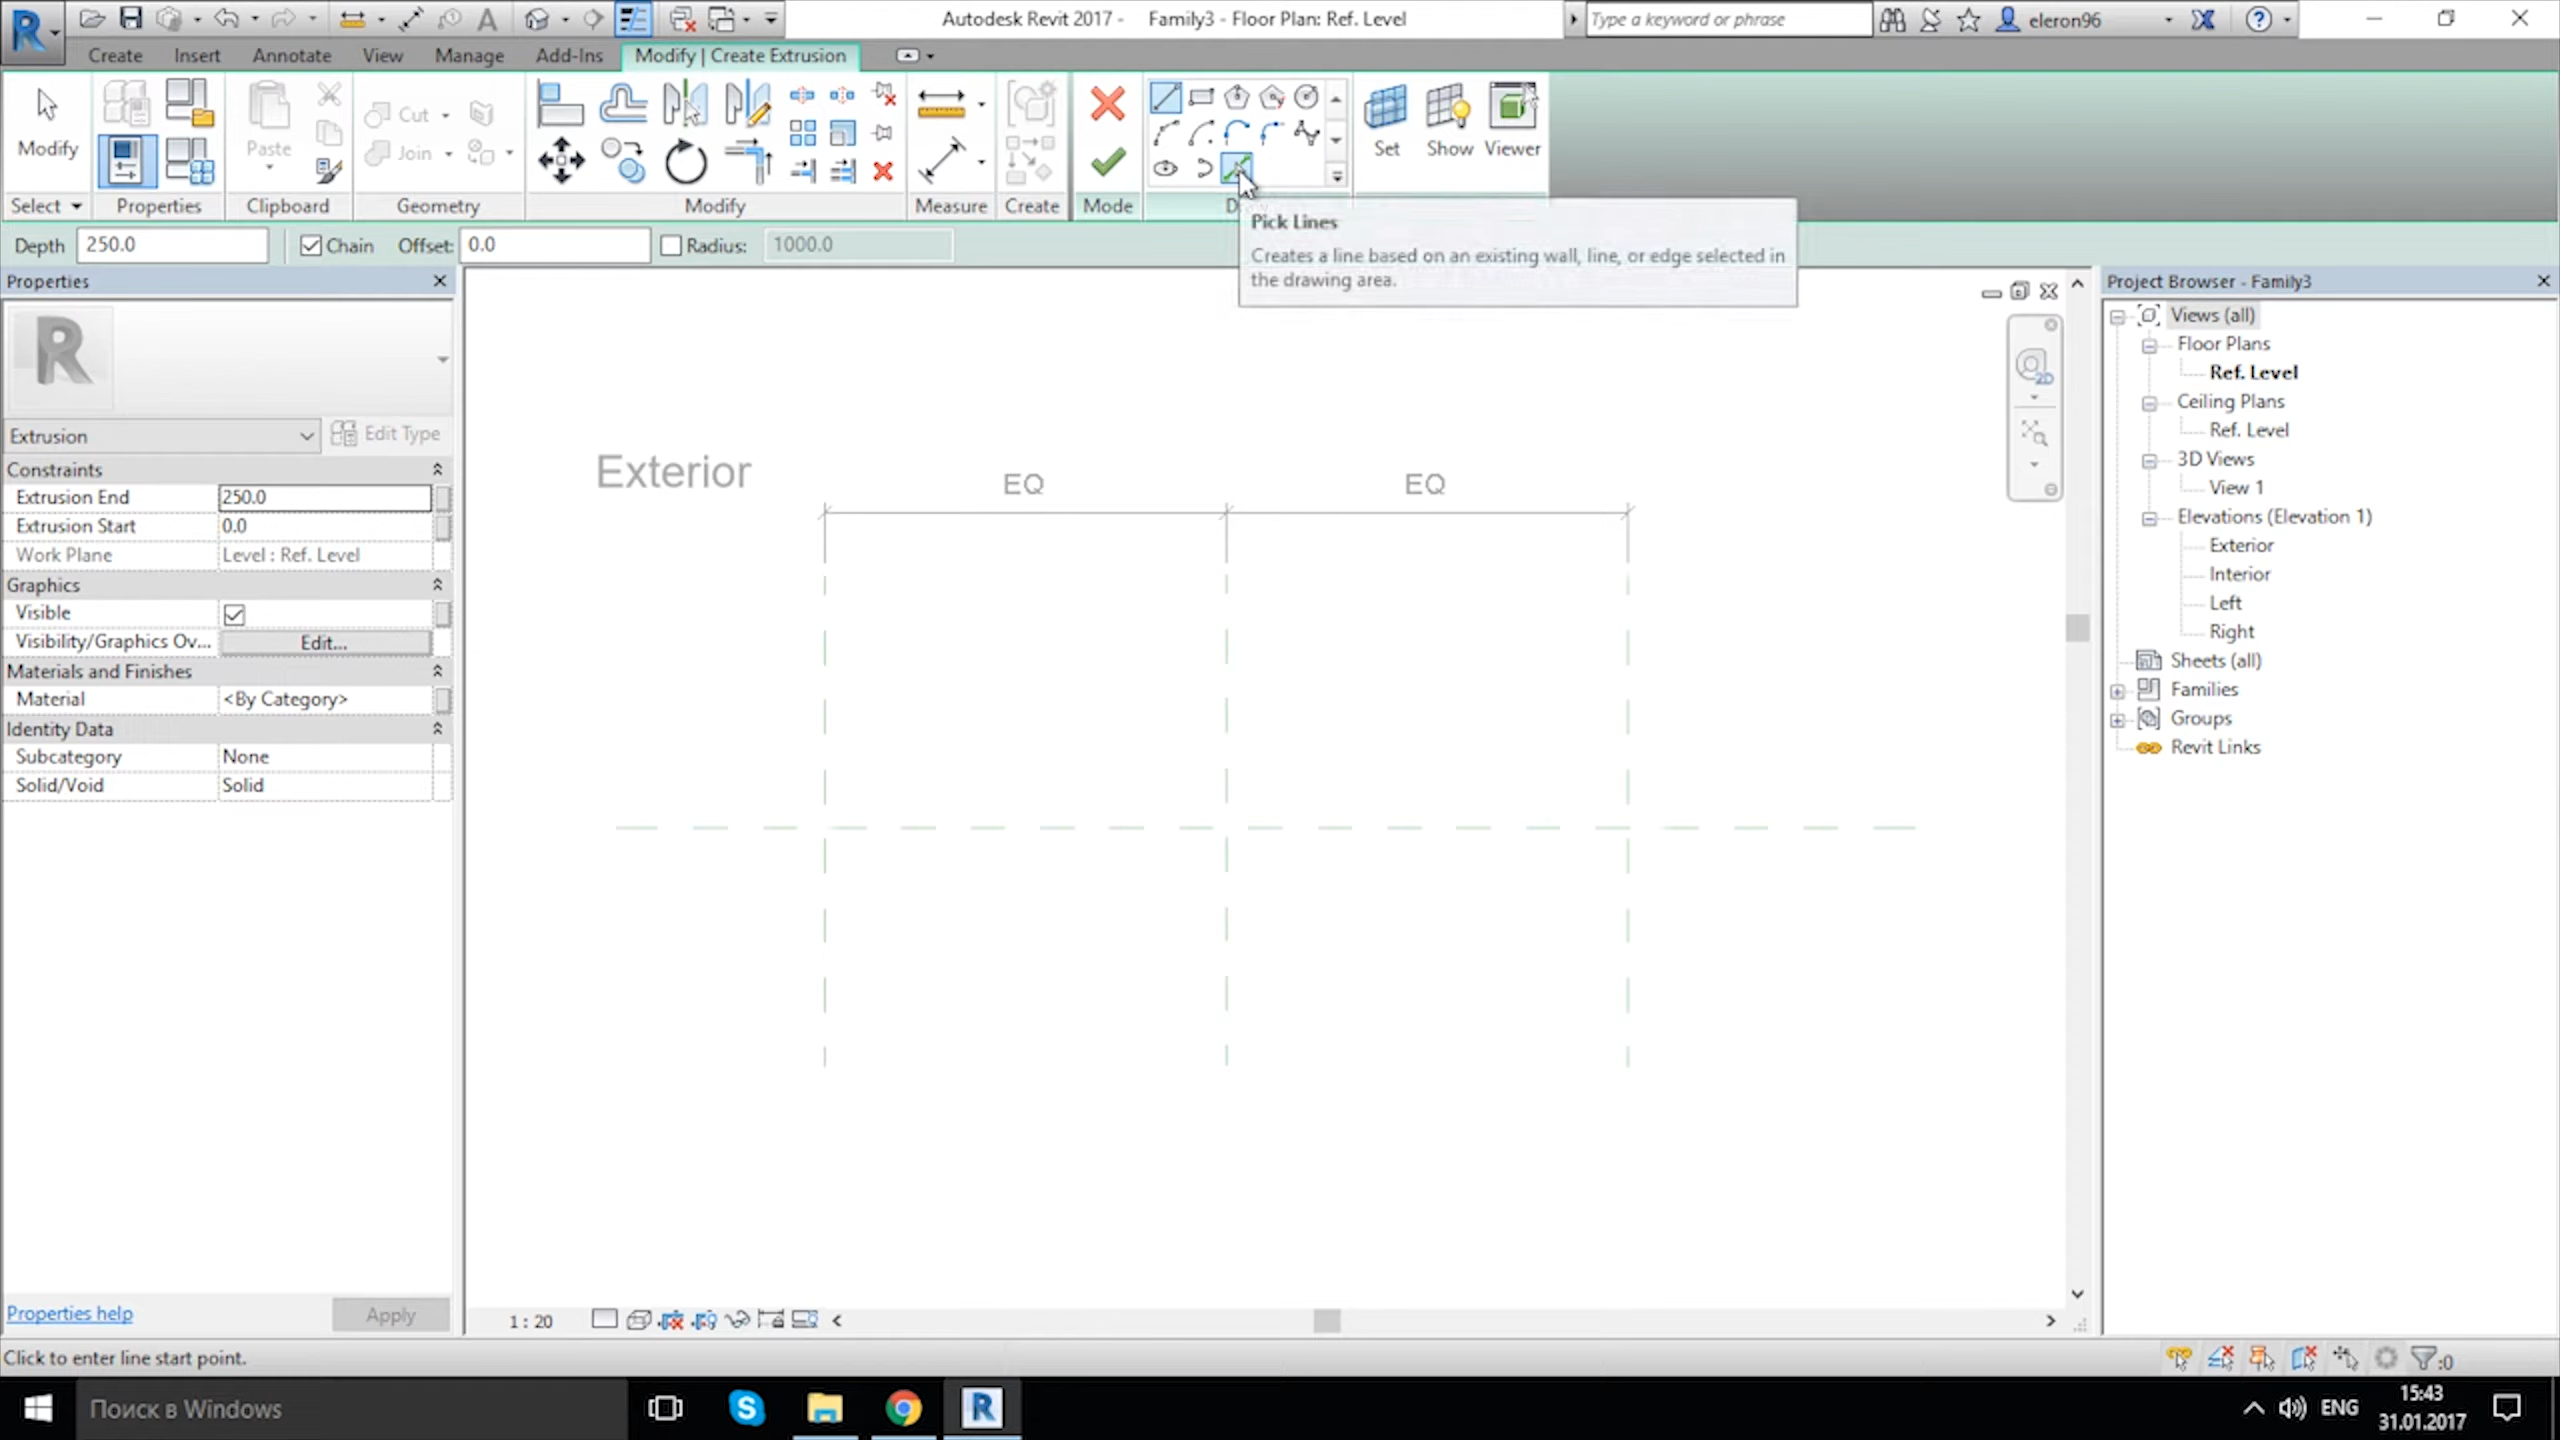 Autodesk Revit 2017 - Family3 - Floor Plan: Ref. Level
Type a keyword or phrase
eleron96
Create Insert Annotate View Manage Add-Ins Modify | Create Extrusion
Modify
Paste
Cut
Join
Set Show Viewer
Select Properties Clipboard Geometry Modify Measure Create Mode
Depth 250.0 Chain Offset: 0.0 Radius: 1000.0
Pick Lines
Creates a line based on an existing wall, line, or edge selected in
the drawing area.
Properties
R
Extrusion Edit Type
Constraints
Extrusion End 250.0
Extrusion Start 0.0
Work Plane Level : Ref. Level
Graphics
Visible
Visibility/Graphics Ov... Edit...
Materials and Finishes
Material <By Category>
Identity Data
Subcategory None
Solid/Void Solid
Properties help Apply
Exterior
EQ EQ
2D
1 : 20
Project Browser - Family3
Views (all)
Floor Plans
Ref. Level
Ceiling Plans
Ref. Level
3D Views
View 1
Elevations (Elevation 1)
Exterior
Interior
Left
Right
Sheets (all)
Families
Groups
Revit Links
Click to enter line start point.
:0
Поиск в Windows
ENG
15:43
31.01.2017